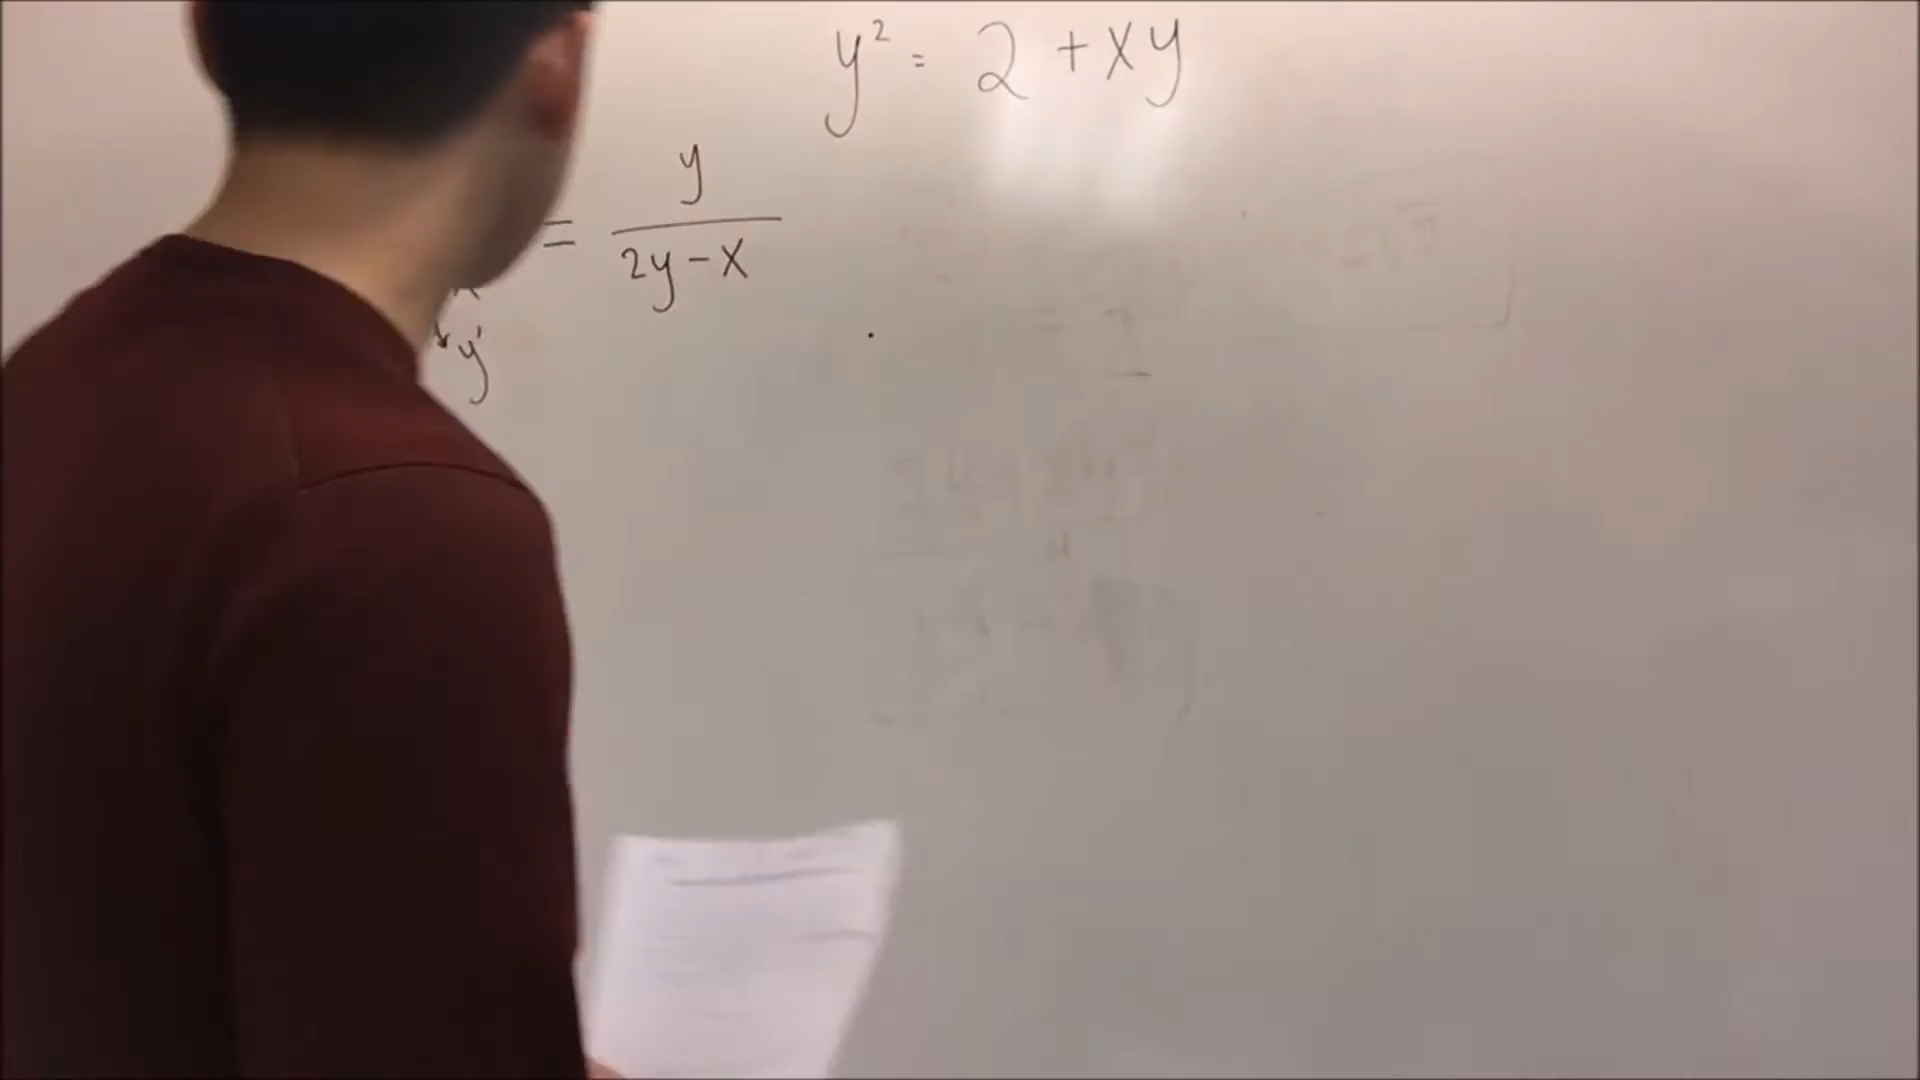 y² = 2 + xy
= y / 2y - x
y'